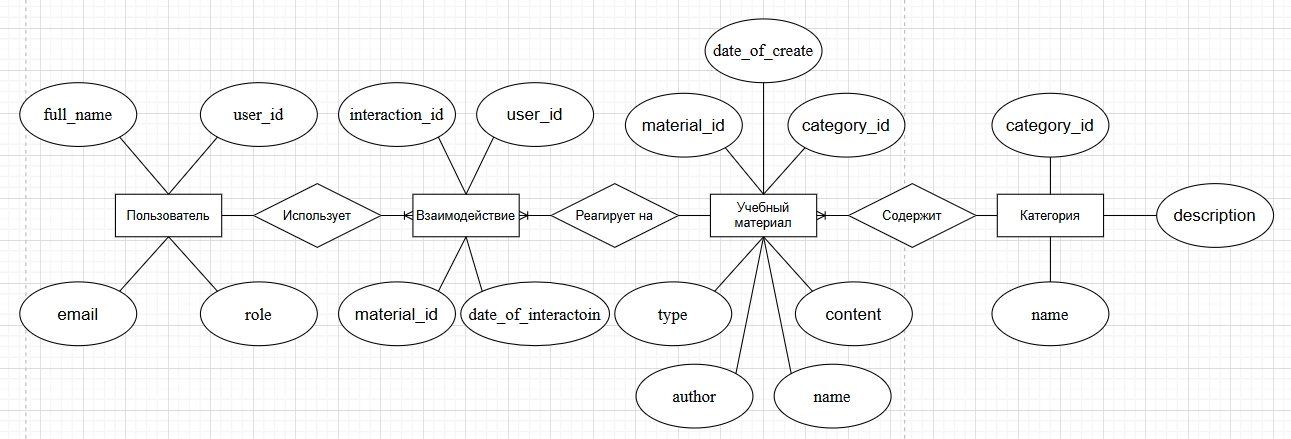 date_of_create
full_name
user_id
interaction_id
user_id
material_id
category_id
category_id
Пользователь
Использует
Взаимодействие
Реагирует на
Учебный
материал
Содержит
Категория
description
email
role
material_id
date_of_interactoin
type
content
name
author
name